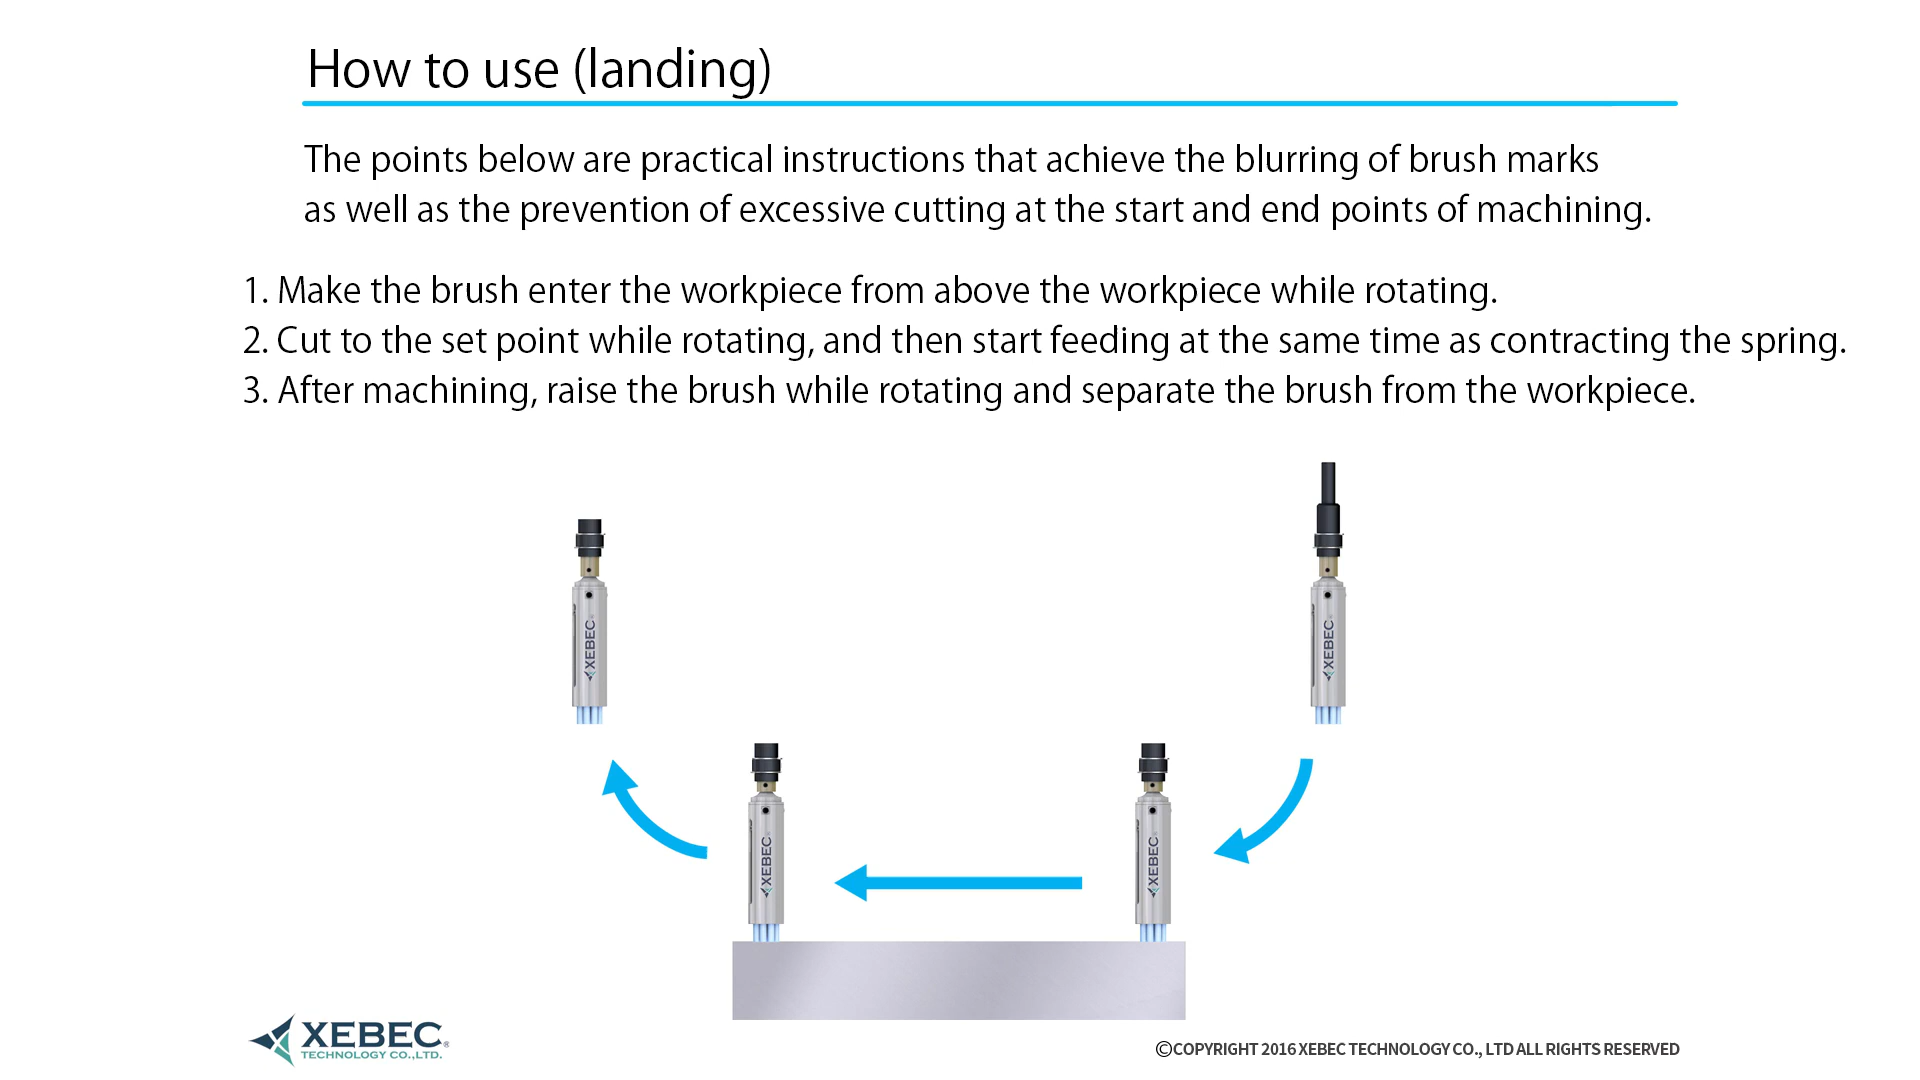 How to use (landing)
The points below are practical instructions that achieve the blurring of brush marks
as well as the prevention of excessive cutting at the start and end points of machining.
1. Make the brush enter the workpiece from above the workpiece while rotating.
2. Cut to the set point while rotating, and then start feeding at the same time as contracting the spring.
3. After machining, raise the brush while rotating and separate the brush from the workpiece.
XEBEC
XEBEC
XEBEC
XEBEC
XEBEC®
TECHNOLOGY CO.,LTD.
©COPYRIGHT 2016 XEBEC TECHNOLOGY CO., LTD ALL RIGHTS RESERVED